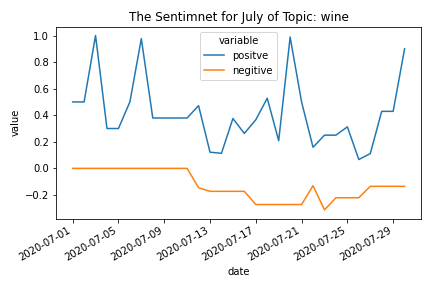 The Sentimnet for July of Topic: wine
variable
positve
negitive
value
1.0
0.8
0.6
0.4
0.2
0.0
−0.2
2020-07-01
2020-07-05
2020-07-09
2020-07-13
2020-07-17
2020-07-21
2020-07-25
2020-07-29
date